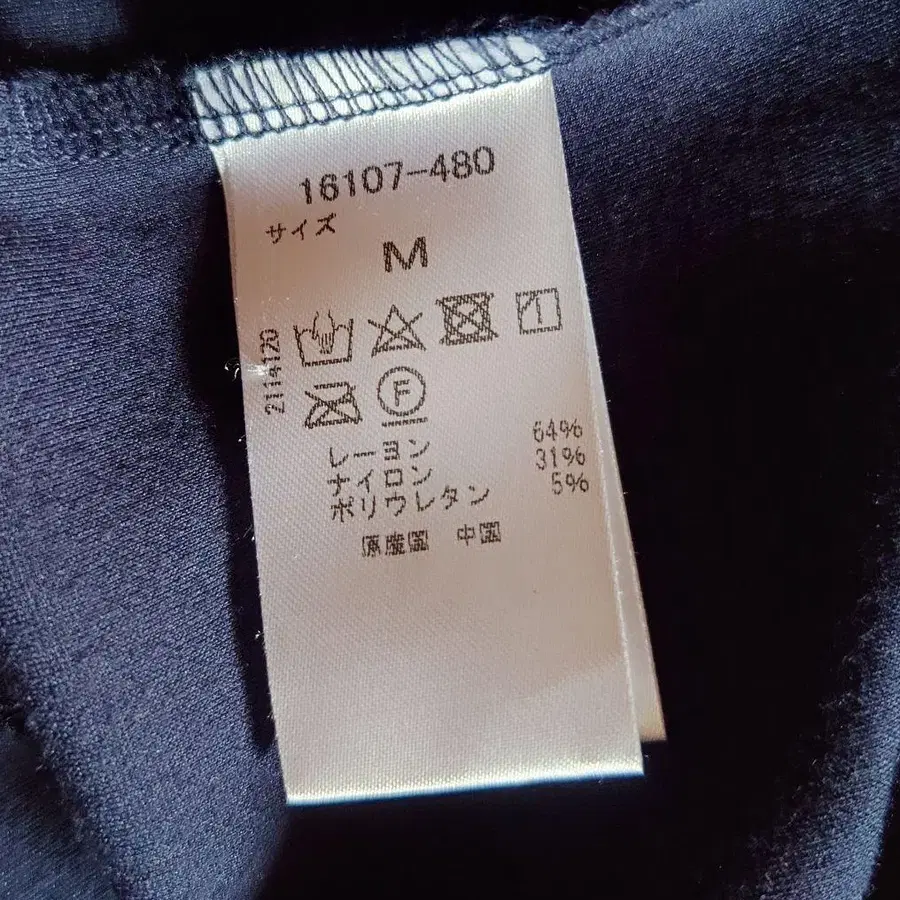 16107-480
サイズ
M
2114120
F
レーヨン 64%
ナイロン 31%
ポリウレタン 5%
原産国 中国